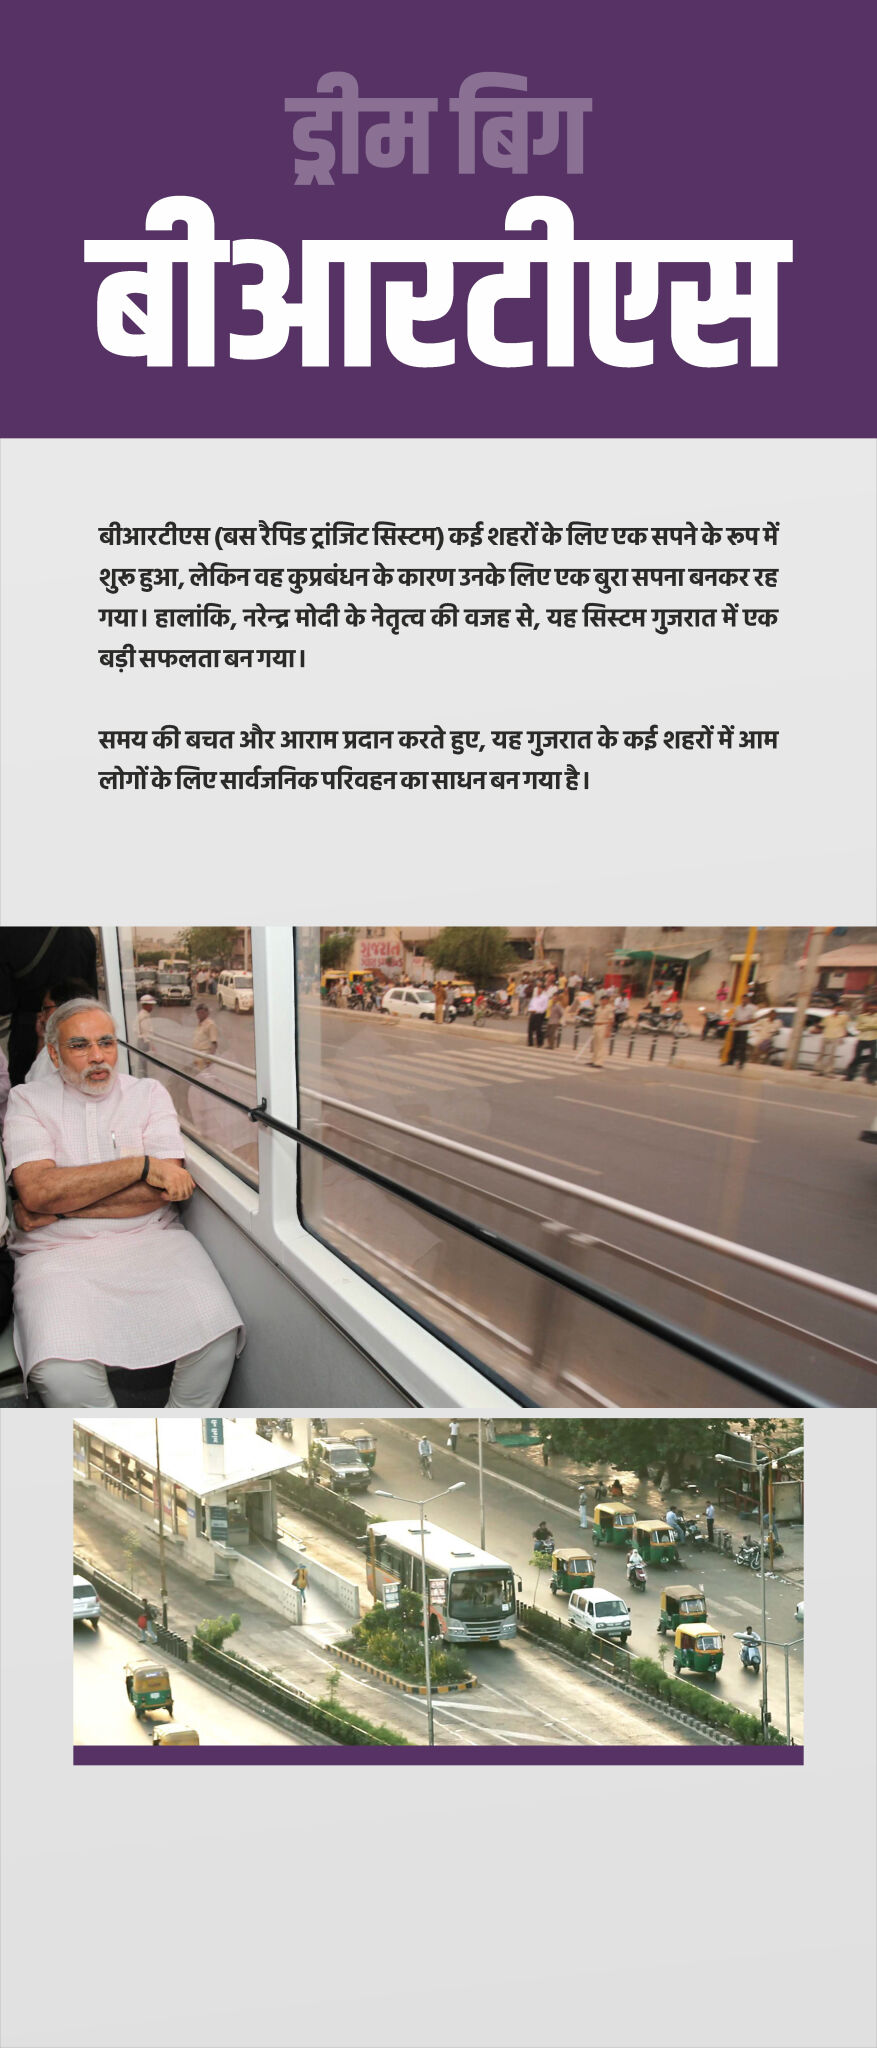 ड्रीम बिग
बीआरटीएस
बीआरटीएस (बस रैपिड ट्रांजिट सिस्टम) कई शहरों के लिए एक सपने के रूप में
शुरू हुआ, लेकिन वह कुप्रबंधन के कारण उनके लिए एक बुरा सपना बनकर रह
गया। हालांकि, नरेन्द्र मोदी के नेतृत्व की वजह से, यह सिस्टम गुजरात में एक
बड़ी सफलता बन गया।
समय की बचत और आराम प्रदान करते हुए, यह गुजरात के कई शहरों में आम
लोगों के लिए सार्वजनिक परिवहन का साधन बन गया है।
ગુજરાત